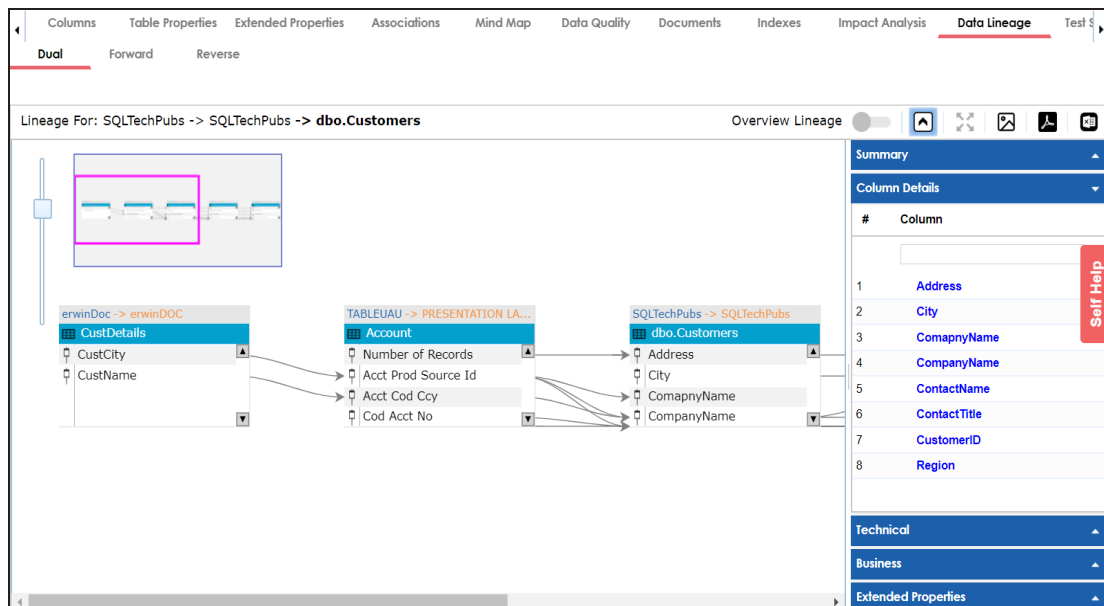 Columns Table Properties Extended Properties Associations Mind Map Data Quality Documents Indexes Impact Analysis Data Lineage Test S
Dual Forward Reverse
Lineage For: SQLTechPubs -> SQLTechPubs -> dbo.Customers Overview Lineage
Summary
Column Details
# Column
Self Help
1 Address
2 City
3 ComapnyName
4 CompanyName
5 ContactName
6 ContactTitle
7 CustomerID
8 Region
Technical
Business
Extended Properties
erwinDoc -> erwinDOC
CustDetails
CustCity
CustName
TABLEUAU -> PRESENTATION LA...
Account
Number of Records
Acct Prod Source Id
Acct Cod Ccy
Cod Acct No
SQLTechPubs -> SQLTechPubs
dbo.Customers
Address
City
ComapnyName
CompanyName